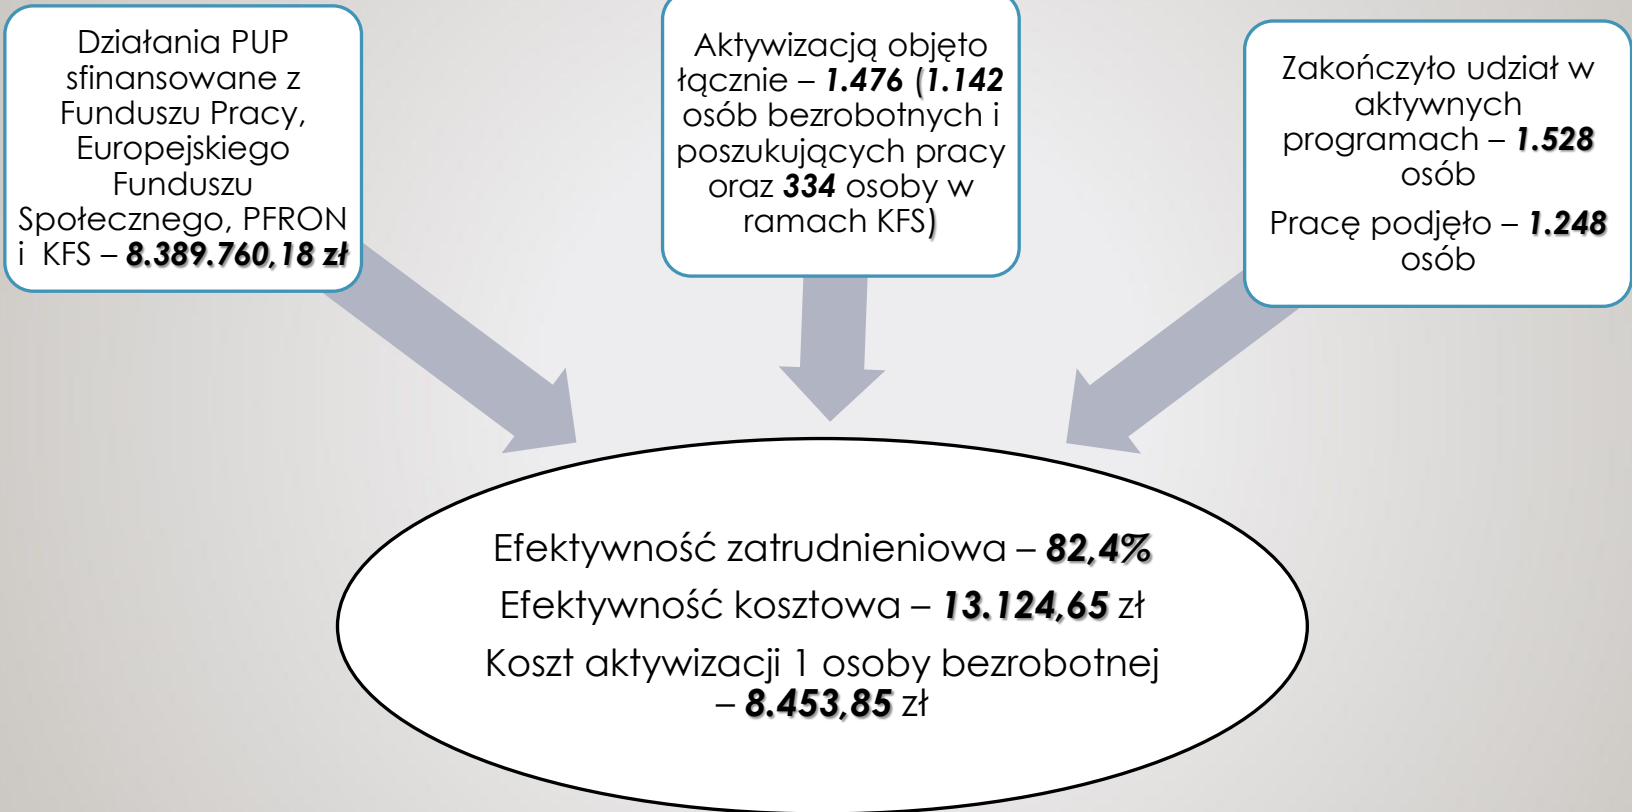 Działania PUP
sfinansowane z
Funduszu Pracy,
Europejskiego
Funduszu
Społecznego, PFRON
i KFS – 8.389.760,18 zł
Aktywizacją objęto
łącznie – 1.476 (1.142
osób bezrobotnych i
poszukujących pracy
oraz 334 osoby w
ramach KFS)
Zakończyło udział w
aktywnych
programach – 1.528
osób
Pracę podjęło – 1.248
osób
Efektywność zatrudnieniowa – 82,4%
Efektywność kosztowa – 13.124,65 zł
Koszt aktywizacji 1 osoby bezrobotnej
– 8.453,85 zł